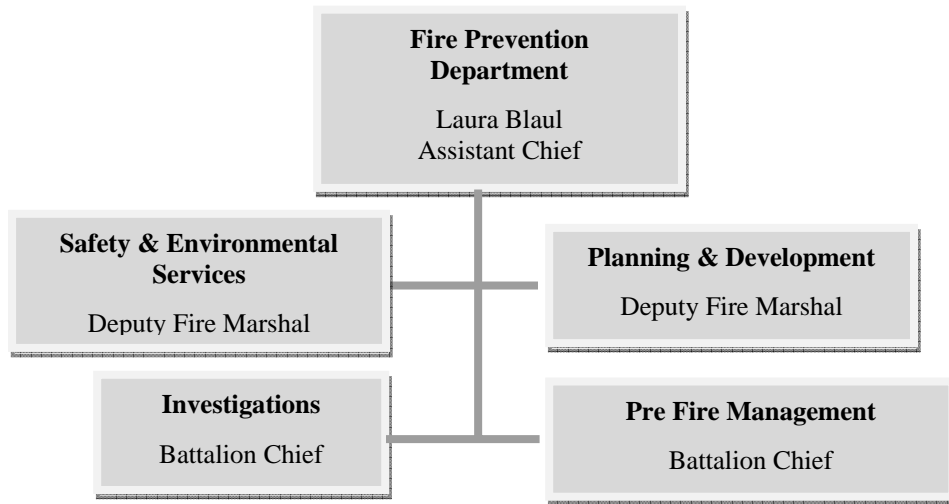 Fire Prevention
Department
Laura Blaul
Assistant Chief
Safety & Environmental
Services
Deputy Fire Marshal
Planning & Development
Deputy Fire Marshal
Investigations
Battalion Chief
Pre Fire Management
Battalion Chief